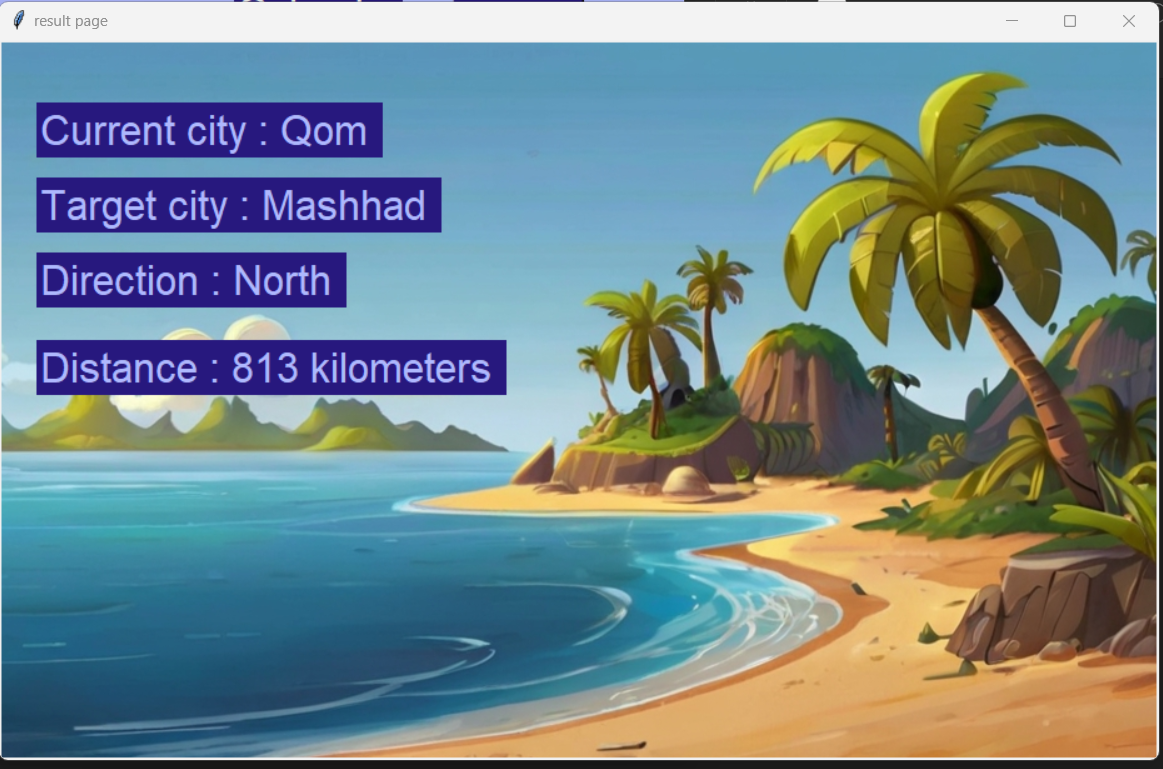 result page
Current city : Qom
Target city : Mashhad
Direction : North
Distance : 813 kilometers